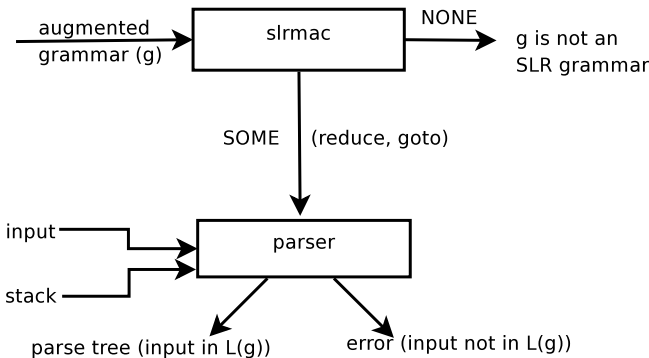 augmented
grammar (g)
slrmac
NONE
g is not an
SLR grammar
SOME
(reduce, goto)
input
stack
parser
parse tree (input in L(g))
error (input not in L(g))